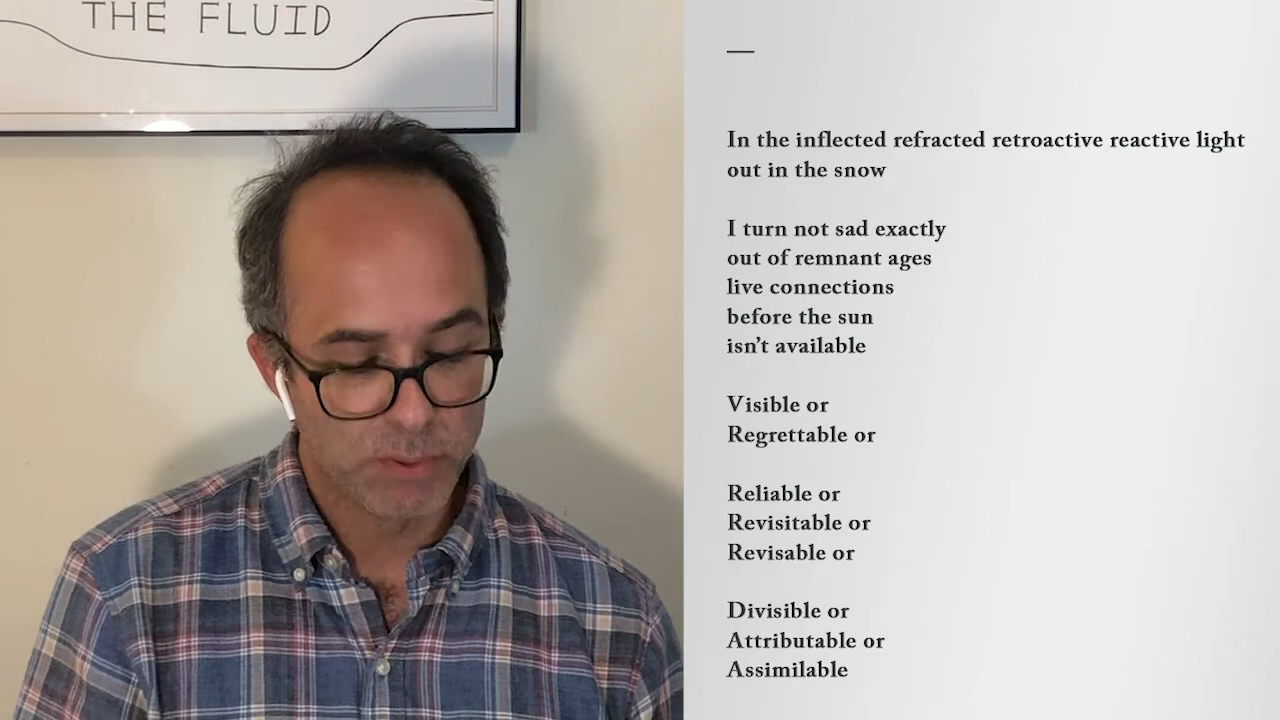 THE FLUID
—
In the inflected refracted retroactive reactive light
out in the snow
I turn not sad exactly
out of remnant ages
live connections
before the sun
isn’t available
Visible or
Regrettable or
Reliable or
Revisitable or
Revisable or
Divisible or
Attributable or
Assimilable